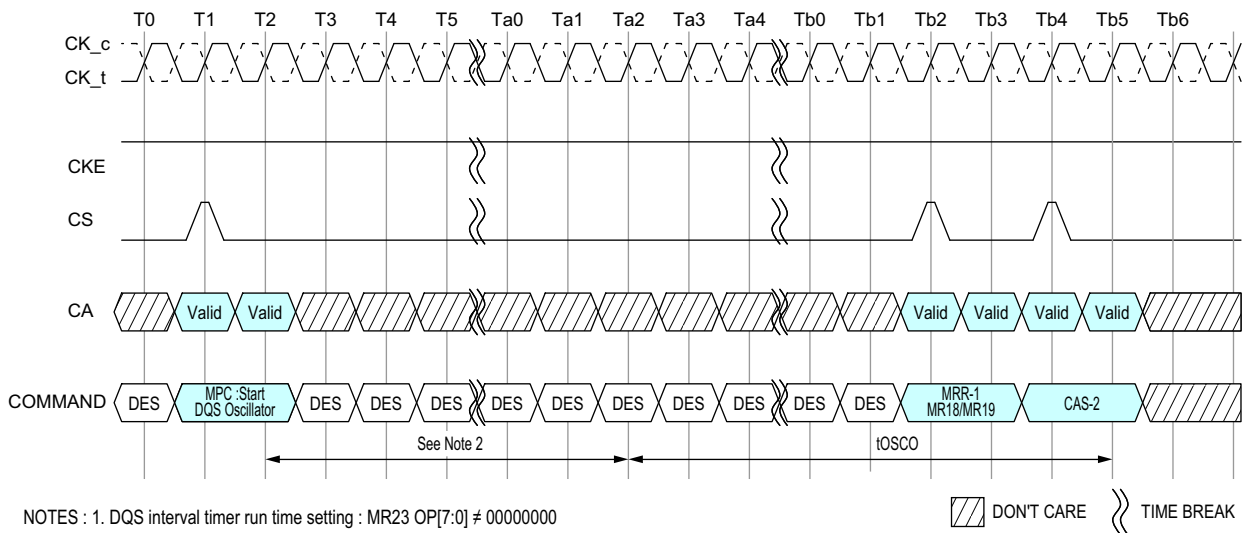 T0 T1 T2 T3 T4 T5 Ta0 Ta1 Ta2 Ta3 Ta4 Tb0 Tb1 Tb2 Tb3 Tb4 Tb5 Tb6
CK_c
CK_t
CKE
CS
CA Valid Valid Valid Valid Valid Valid
COMMAND DES MPC :Start DQS Oscillator DES DES DES DES DES DES DES DES DES DES MRR-1 MR18/MR19 CAS-2
See Note 2 tOSCO
NOTES : 1. DQS interval timer run time setting : MR23 OP[7:0] ≠ 00000000
DON'T CARE TIME BREAK